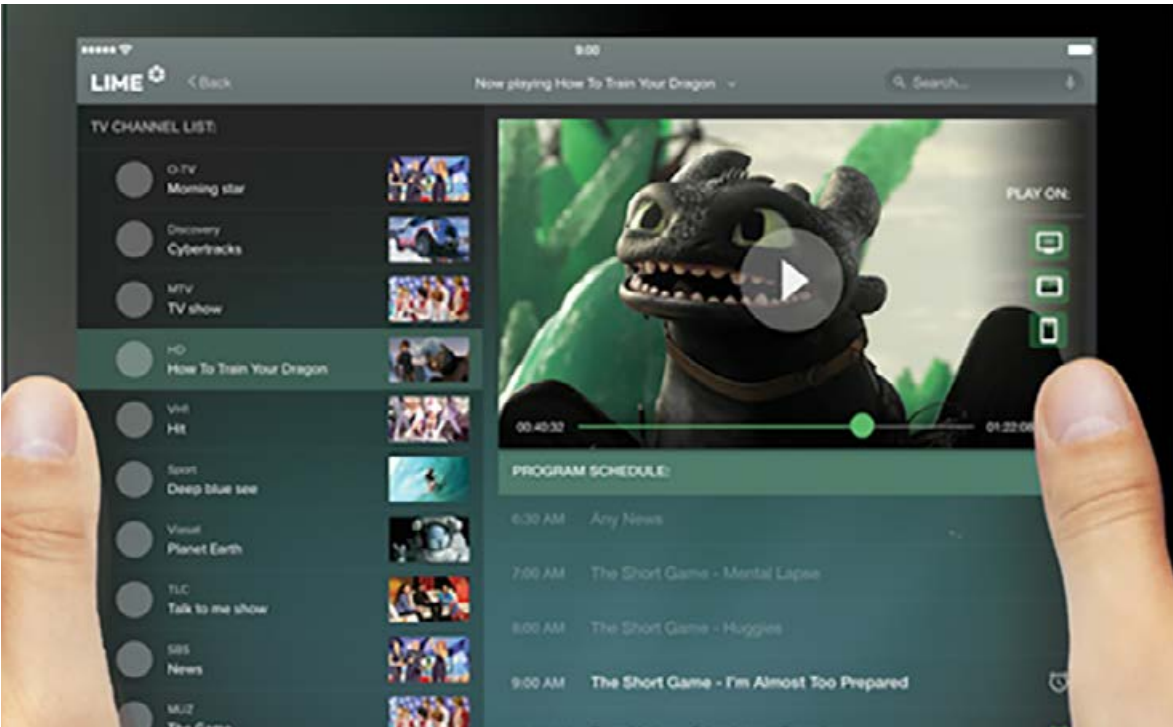 9:00
LIME
< Back
Now playing How To Train Your Dragon
Search...
TV CHANNEL LIST:
O-TV
Morning star
Discovery
Cybertracks
MTV
TV show
HD
How To Train Your Dragon
VH1
Hit
Sport
Deep blue see
Viasat
Planet Earth
TLC
Talk to me show
SBS
News
MUZ
The Game
PLAY ON:
00:40:32
01:22:08
PROGRAM SCHEDULE:
6:30 AM Any News
7:00 AM The Short Game - Mental Lapse
8:00 AM The Short Game - Huggies
9:00 AM The Short Game - I'm Almost Too Prepared